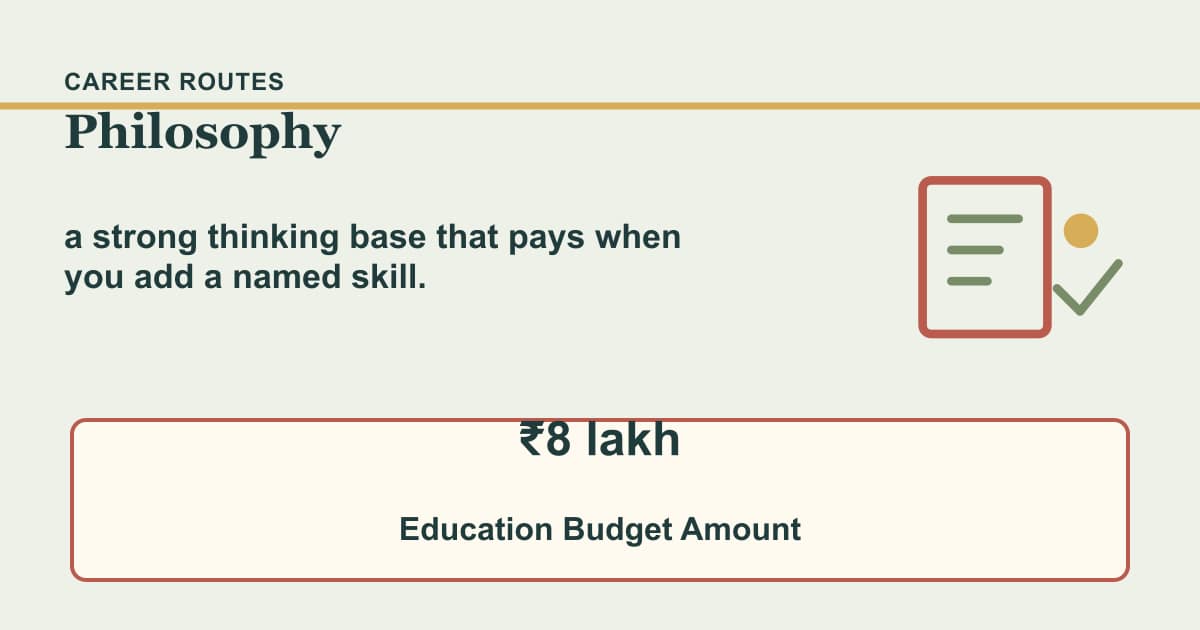 CAREER ROUTES
Philosophy
a strong thinking base that pays when
you add a named skill.
₹8 lakh
Education Budget Amount